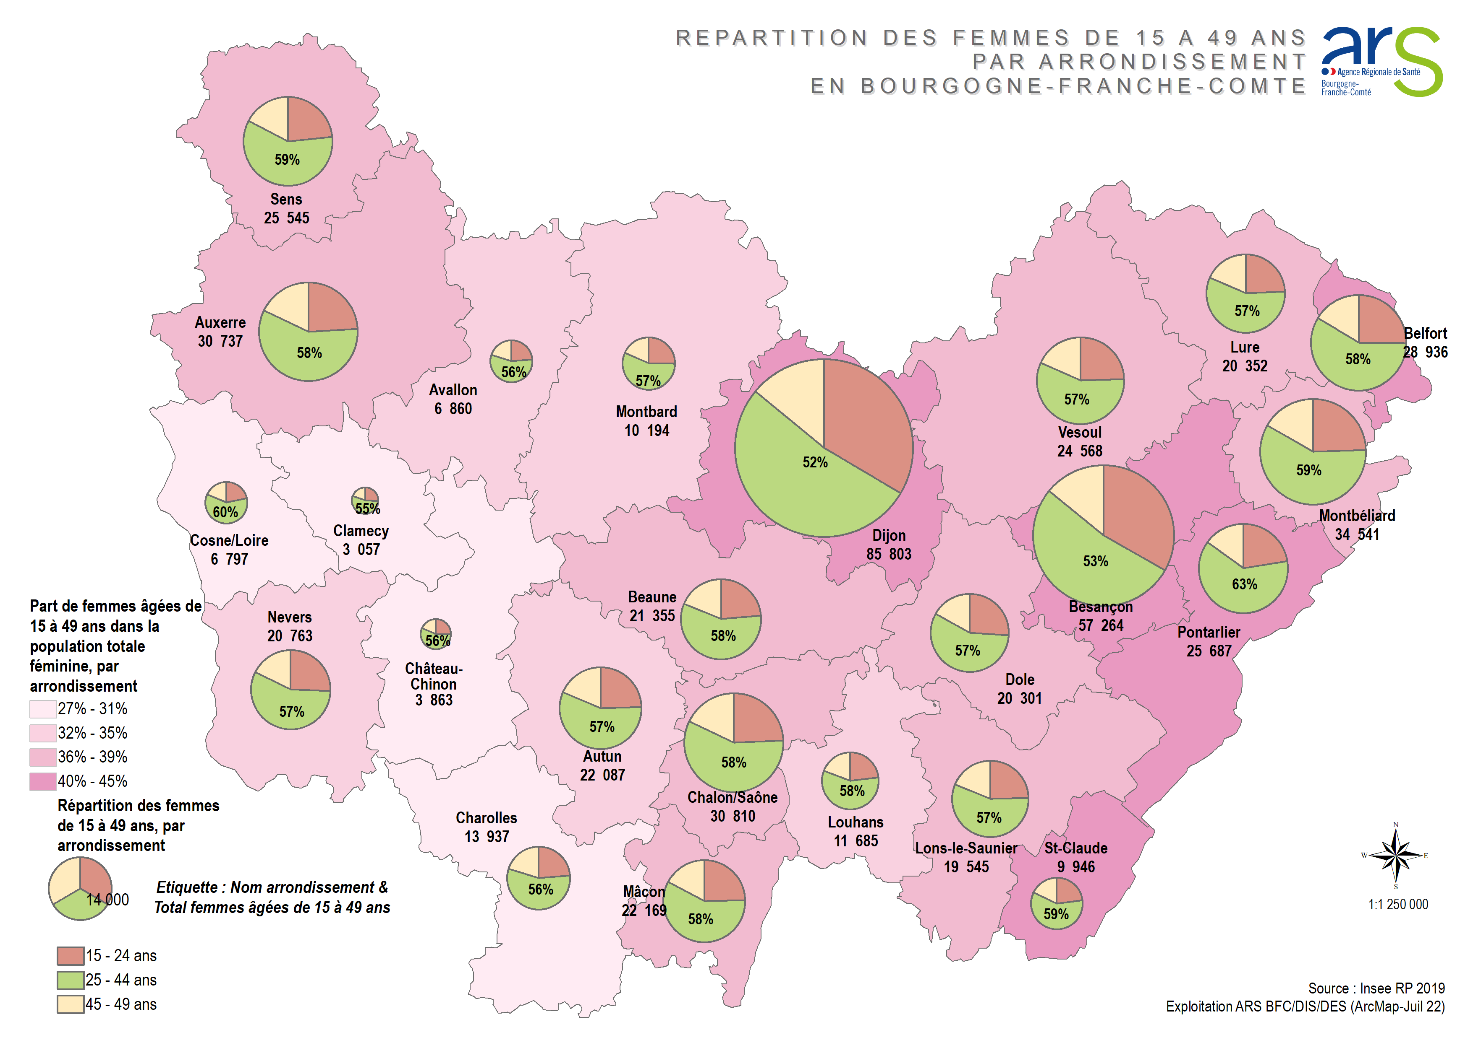 REPARTITION DES FEMMES DE 15 A 49 ANS
PAR ARRONDISSEMENT
EN BOURGOGNE-FRANCHE-COMTE
ars
Agence Régionale de Santé
Bourgogne-
Franche-Comté
59%
Sens
25 545
Auxerre
30 737
58%
Avallon
6 860
56%
57%
Montbard
10 194
52%
Dijon
85 803
57%
Vesoul
24 568
57%
Lure
20 352
Belfort
28 936
58%
59%
Montbéliard
34 541
60%
Cosne/Loire
6 797
55%
Clamecy
3 057
53%
Besançon
57 264
63%
Pontarlier
25 687
Nevers
20 763
57%
56%
Château-
Chinon
3 863
Beaune
21 355
58%
57%
Dole
20 301
57%
Autun
22 087
58%
Chalon/Saône
30 810
58%
Louhans
11 685
57%
Lons-le-Saunier
19 545
St-Claude
9 946
59%
Charolles
13 937
56%
Mâcon
22 169
58%
Part de femmes âgées de
15 à 49 ans dans la
population totale
féminine, par
arrondissement
27% - 31%
32% - 35%
36% - 39%
40% - 45%
Répartition des femmes
de 15 à 49 ans, par
arrondissement
14 000
Etiquette : Nom arrondissement &
Total femmes âgées de 15 à 49 ans
15 - 24 ans
25 - 44 ans
45 - 49 ans
N
W
E
S
1:1 250 000
Source : Insee RP 2019
Exploitation ARS BFC/DIS/DES (ArcMap-Juil 22)